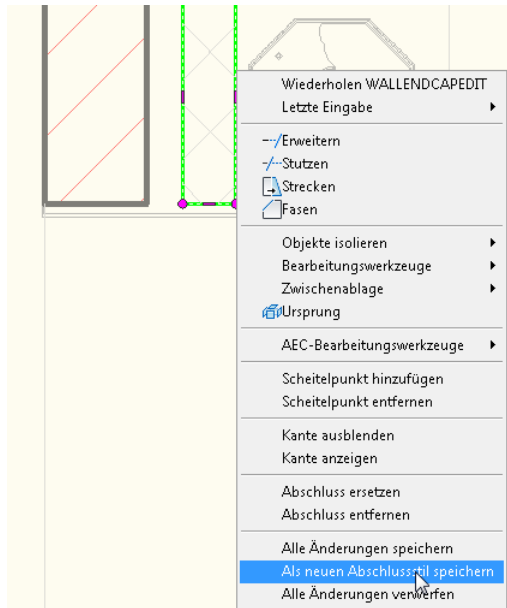 Wiederholen WALLENDCAPEDIT
Letzte Eingabe
Erweitern
Stutzen
Strecken
Fasen
Objekte isolieren
Bearbeitungswerkzeuge
Zwischenablage
Ursprung
AEC-Bearbeitungswerkzeuge
Scheitelpunkt hinzufügen
Scheitelpunkt entfernen
Kante ausblenden
Kante anzeigen
Abschluss ersetzen
Abschluss entfernen
Alle Änderungen speichern
Als neuen Abschlussstil speichern
Alle Änderungen verwerfen